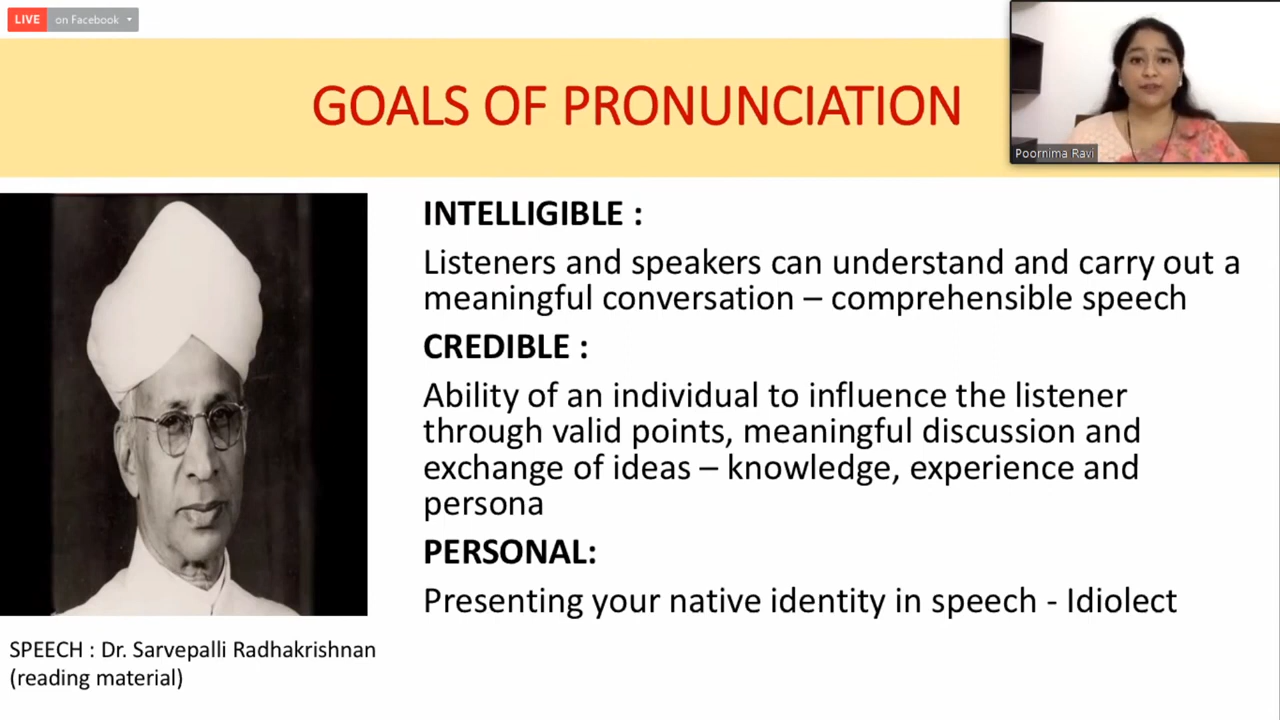 LIVE on Facebook
GOALS OF PRONUNCIATION
Poornima Ravi
INTELLIGIBLE :
Listeners and speakers can understand and carry out a
meaningful conversation – comprehensible speech
CREDIBLE :
Ability of an individual to influence the listener
through valid points, meaningful discussion and
exchange of ideas – knowledge, experience and
persona
PERSONAL:
Presenting your native identity in speech - Idiolect
SPEECH : Dr. Sarvepalli Radhakrishnan
(reading material)